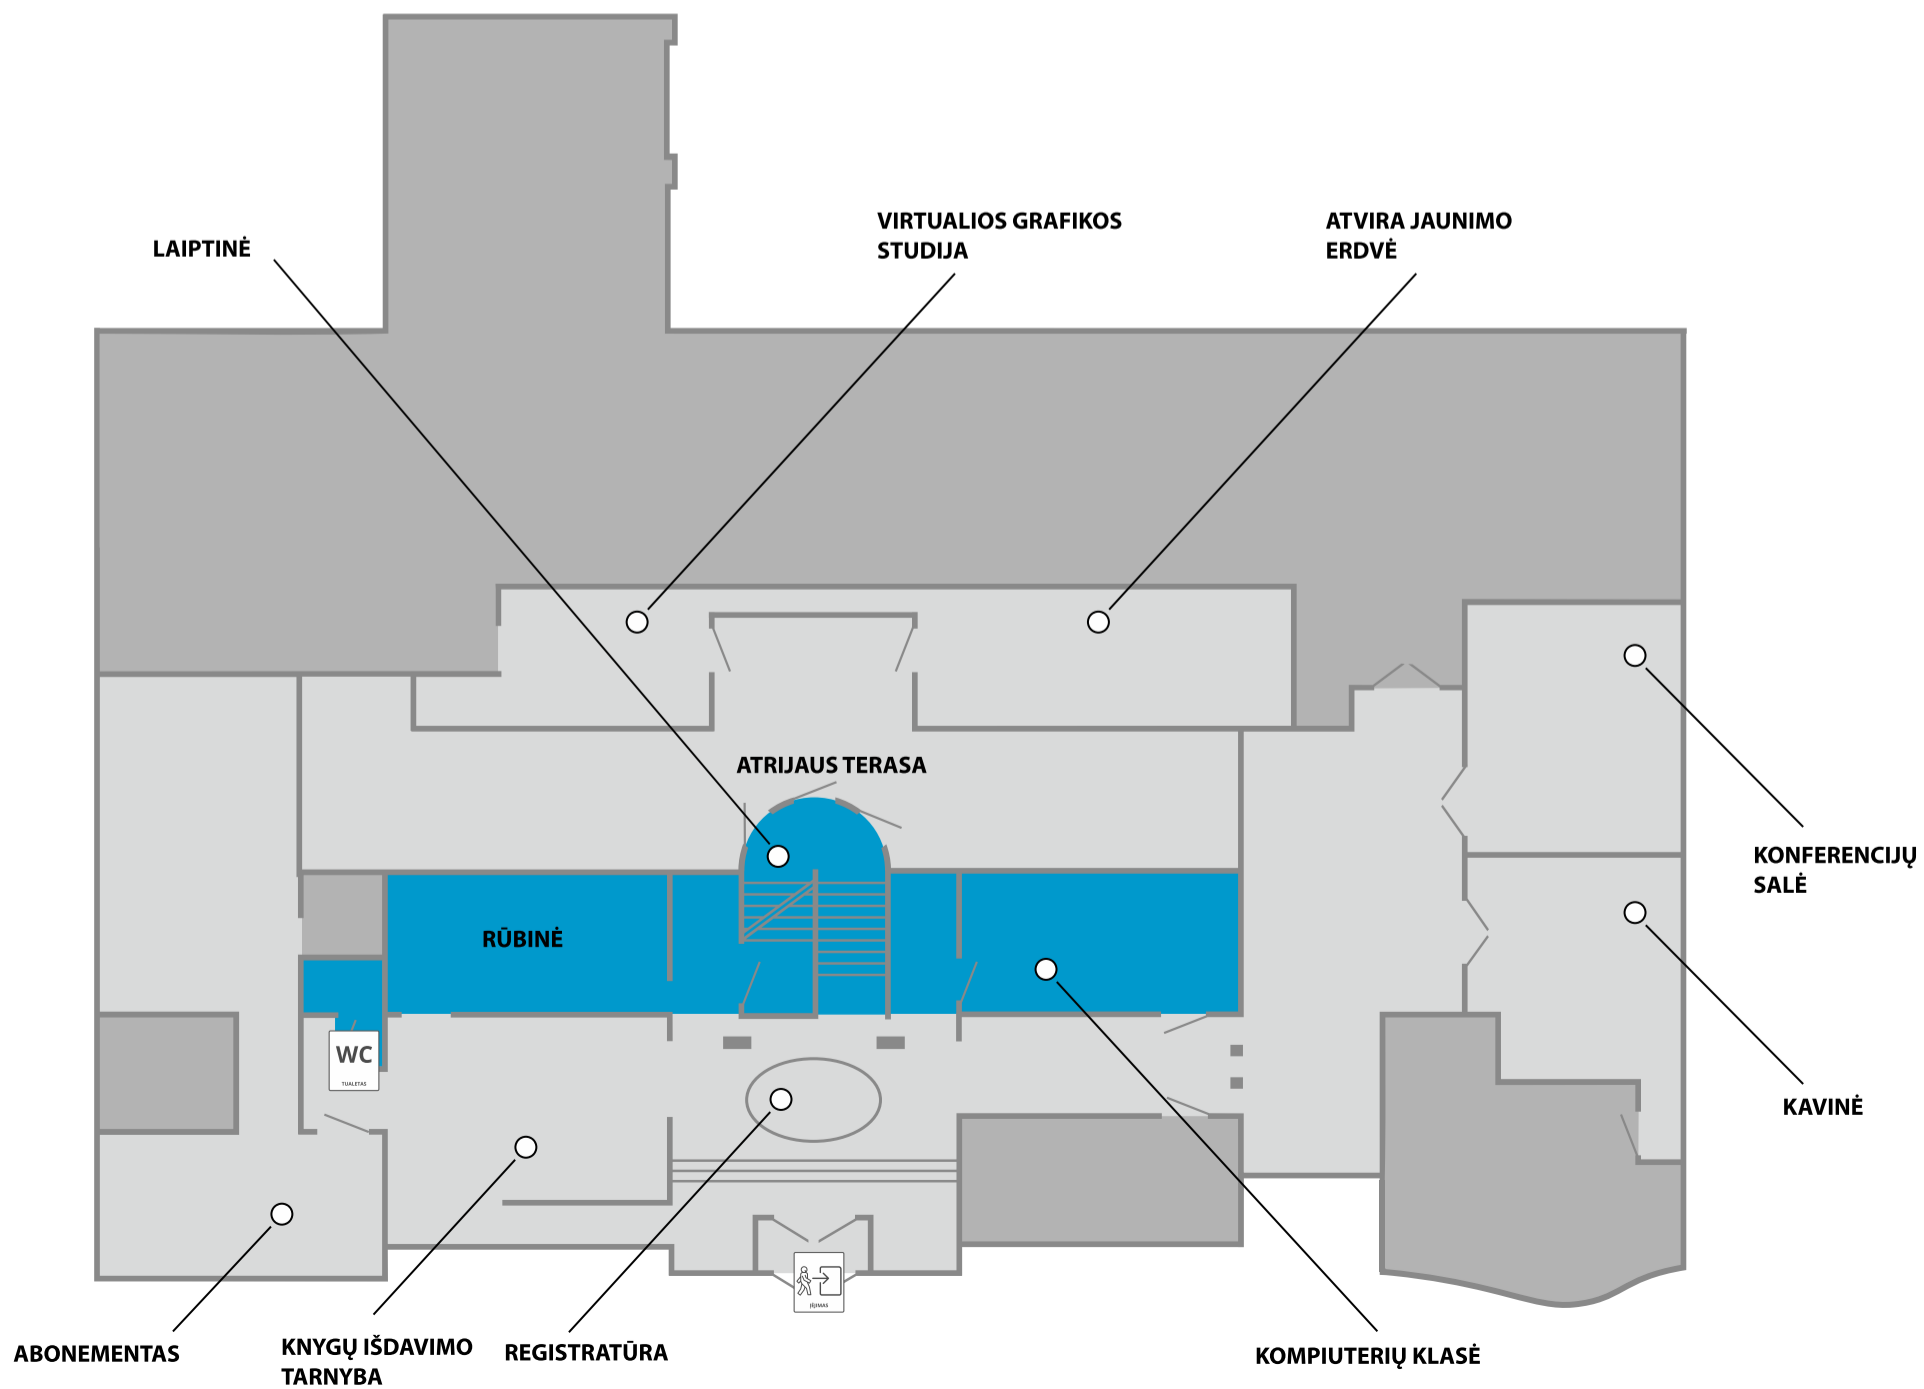 VIRTUALIOS GRAFIKOS
STUDIJA
ATVIRA JAUNIMO
ERDVĖ
LAIPTINĖ
ATRIJAUS TERASA
KONFERENCIJŲ
SALĖ
RŪBINĖ
WC
TUALETAS
KAVINĖ
ĮĖJIMAS
ABONEMENTAS
KNYGŲ IŠDAVIMO
TARNYBA
REGISTRATŪRA
KOMPIUTERIŲ KLASĖ